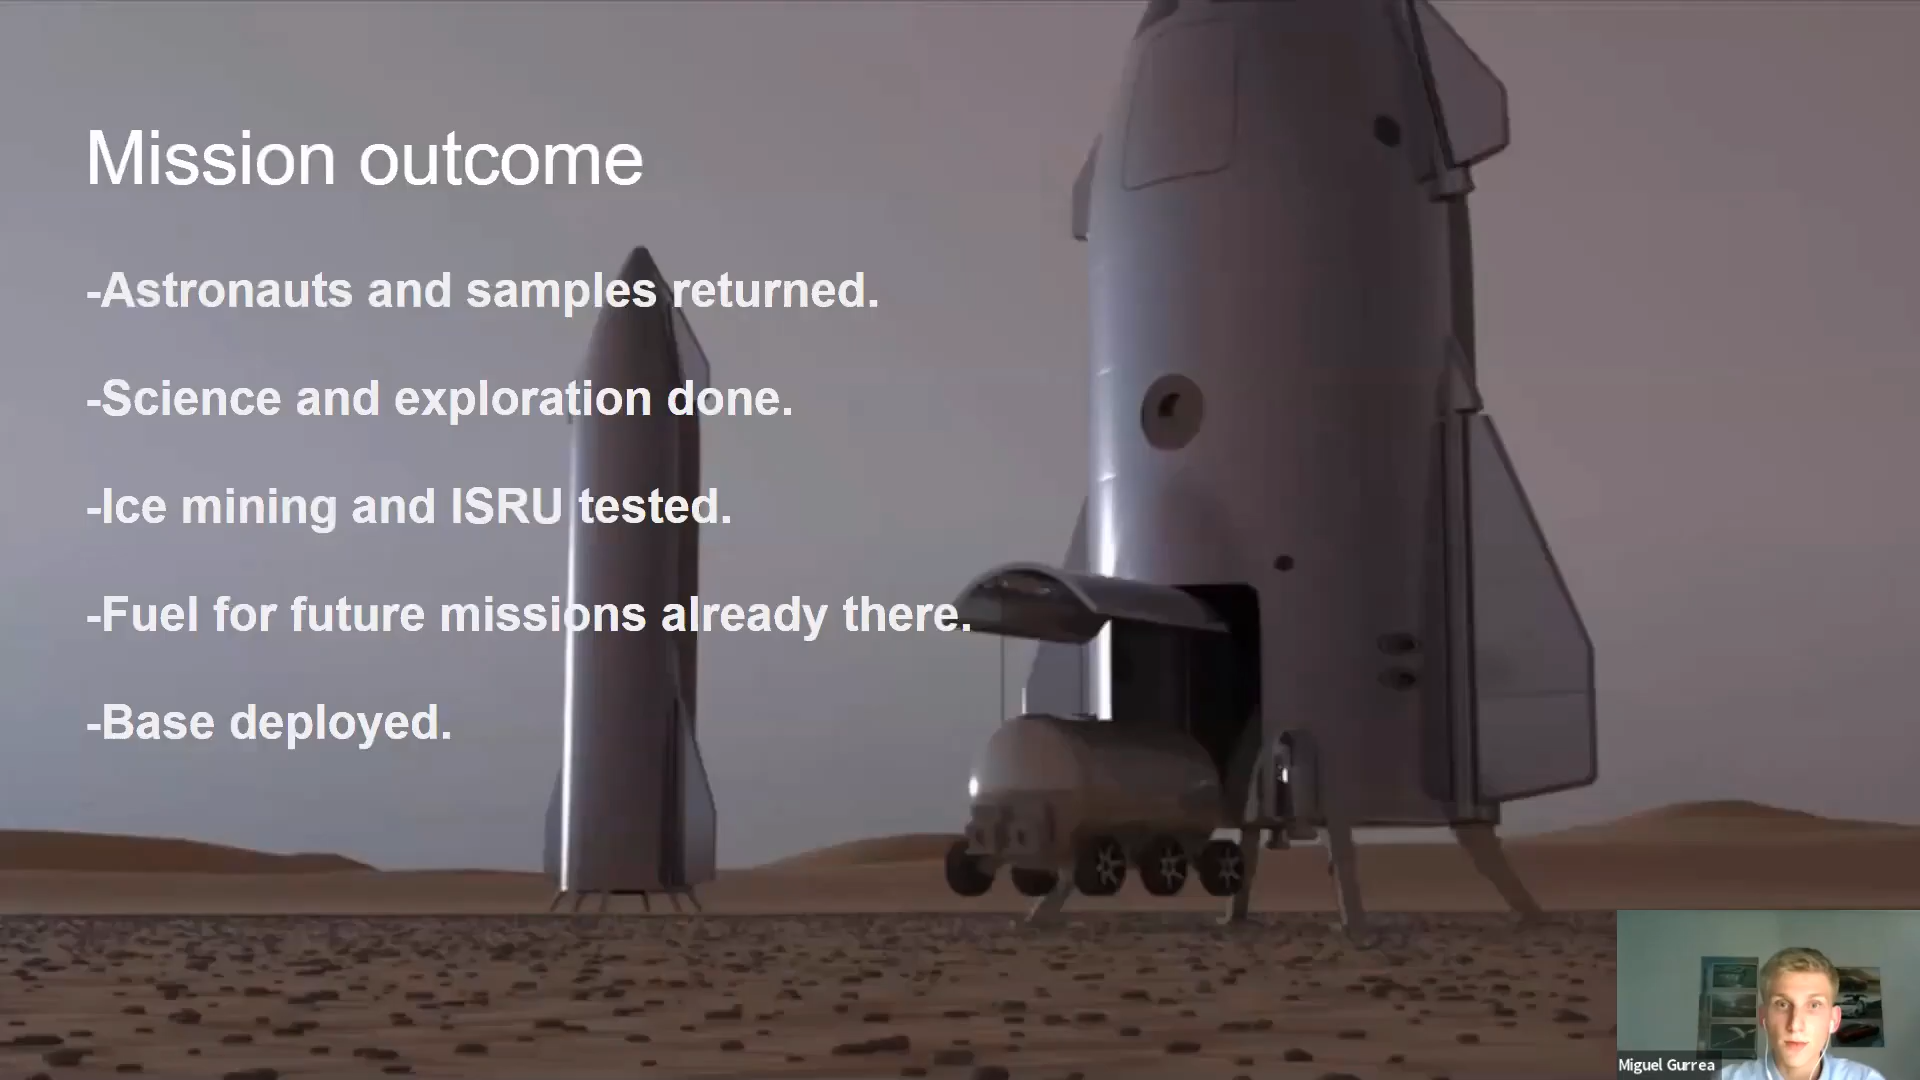 Mission outcome
-Astronauts and samples returned.
-Science and exploration done.
-Ice mining and ISRU tested.
-Fuel for future missions already there.
-Base deployed.
Miguel Gurrea